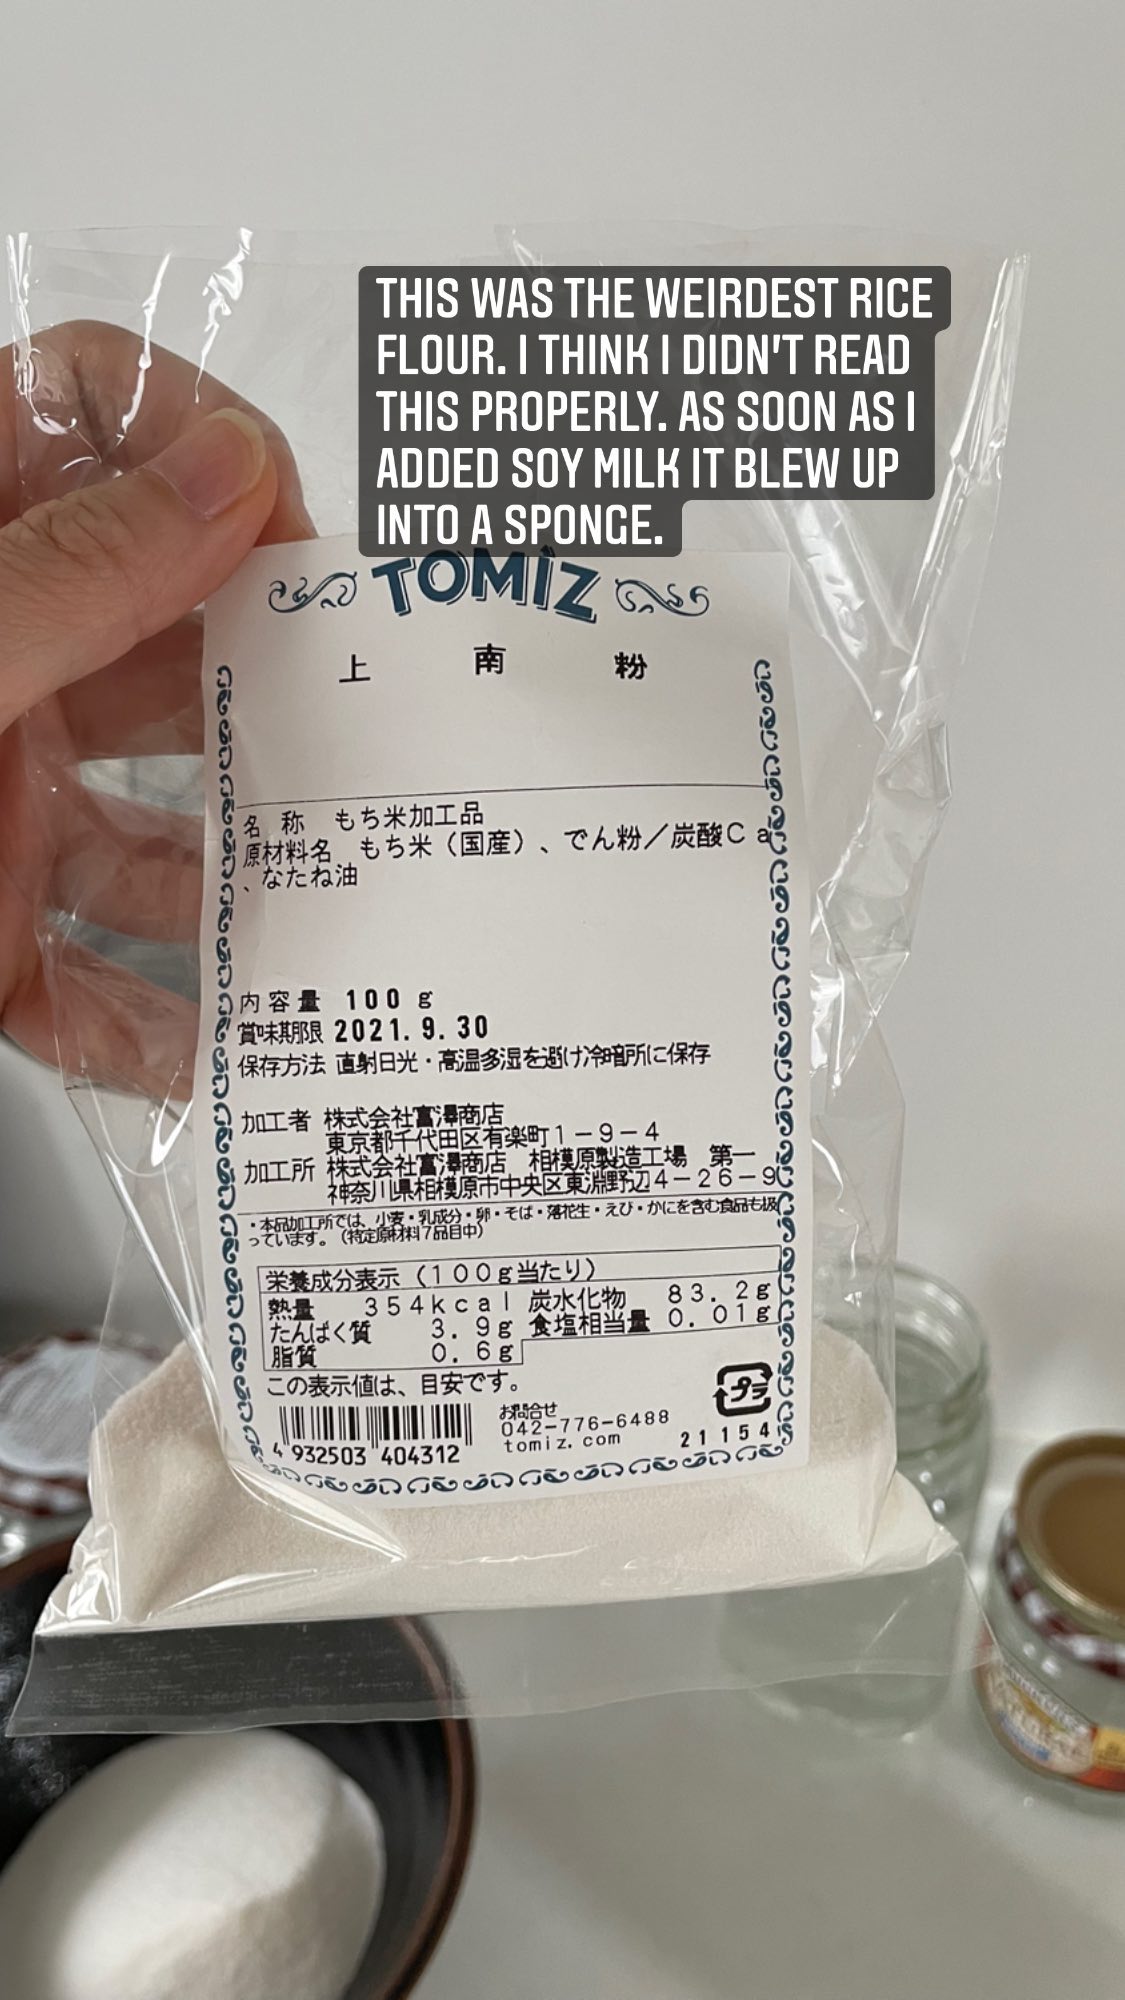 THIS WAS THE WEIRDEST RICE
FLOUR. I THINK I DIDN'T READ
THIS PROPERLY. AS SOON AS I
ADDED SOY MILK IT BLEW UP
INTO A SPONGE.
TOMIZ
上 南 粉
名 称 もち米加工品
原材料名 もち米（国産）、でん粉／炭酸Ca
、なたね油
内容量 100 g
賞味期限 2021. 9. 30
保存方法 直射日光・高温多湿を避け冷暗所に保存
加工者 株式会社富澤商店
東京都千代田区有楽町1－9－4
加工所 株式会社富澤商店 相模原製造工場 第一
神奈川県相模原市中央区東淵野辺4－26－9
・本品加工所では、小麦・乳成分・卵・そば・落花生・えび・かにを含む食品も扱
っています。（特定原材料7品目中）
栄養成分表示（100g当たり）
熱量 354kcal 炭水化物 83. 2g
たんぱく質 3. 9g 食塩相当量 0. 01g
脂質 0. 6g
この表示値は、目安です。
プラ
お問合せ
042-776-6488
tomiz. com
21154
4 932503 404312